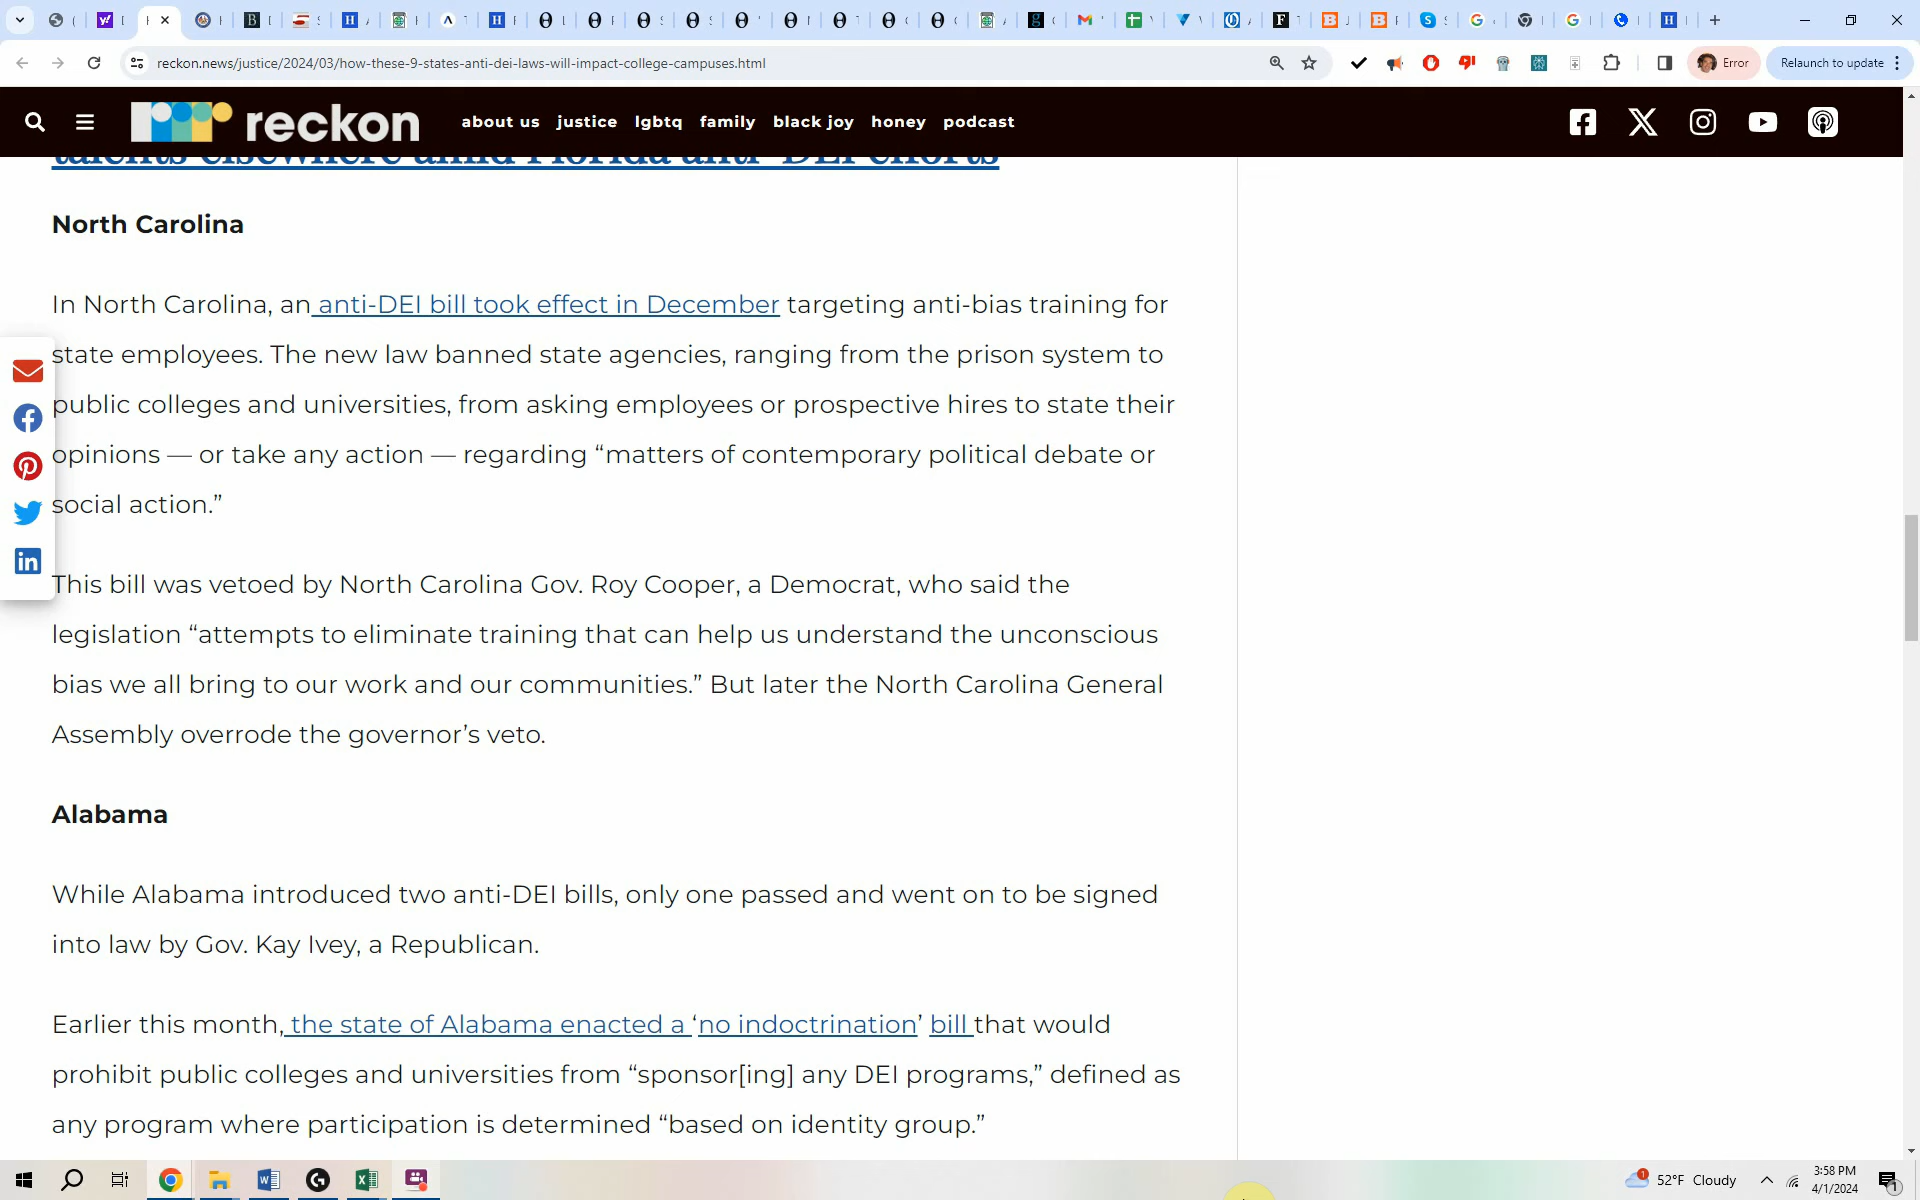 reckon.news/justice/2024/03/how-these-9-states-anti-dei-laws-will-impact-college-campuses.html
Error
Relaunch to update
reckon
about us justice lgbtq family black joy honey podcast
talents elsewhere amid Florida anti-DEI efforts
North Carolina
In North Carolina, an anti-DEI bill took effect in December targeting anti-bias training for
state employees. The new law banned state agencies, ranging from the prison system to
public colleges and universities, from asking employees or prospective hires to state their
opinions — or take any action — regarding “matters of contemporary political debate or
social action.”
This bill was vetoed by North Carolina Gov. Roy Cooper, a Democrat, who said the
legislation “attempts to eliminate training that can help us understand the unconscious
bias we all bring to our work and our communities.” But later the North Carolina General
Assembly overrode the governor’s veto.
Alabama
While Alabama introduced two anti-DEI bills, only one passed and went on to be signed
into law by Gov. Kay Ivey, a Republican.
Earlier this month, the state of Alabama enacted a ‘no indoctrination’ bill that would
prohibit public colleges and universities from “sponsor[ing] any DEI programs,” defined as
any program where participation is determined “based on identity group.”
52°F Cloudy
3:58 PM
4/1/2024